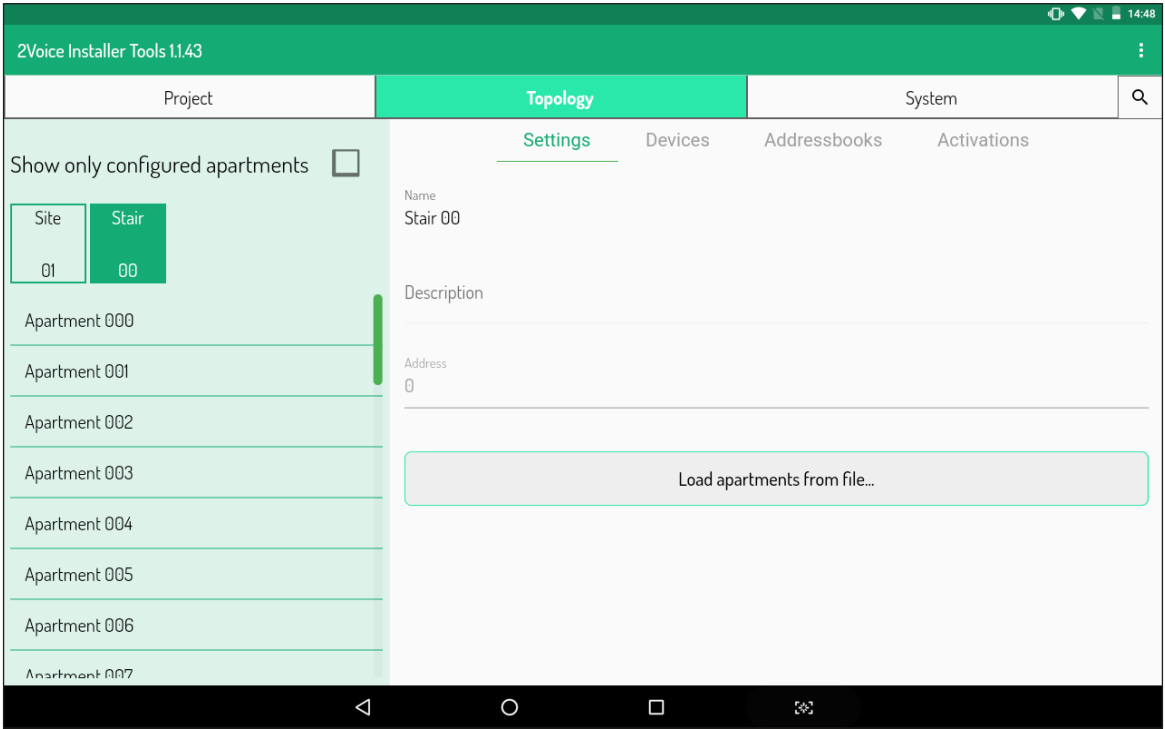 14:48
2Voice Installer Tools 1.1.43
Project
Topology
System
Settings
Devices
Addressbooks
Activations
Show only configured apartments
Site
01
Stair
00
Apartment 000
Apartment 001
Apartment 002
Apartment 003
Apartment 004
Apartment 005
Apartment 006
Apartment 007
Name
Stair 00
Description
Address
0
Load apartments from file...